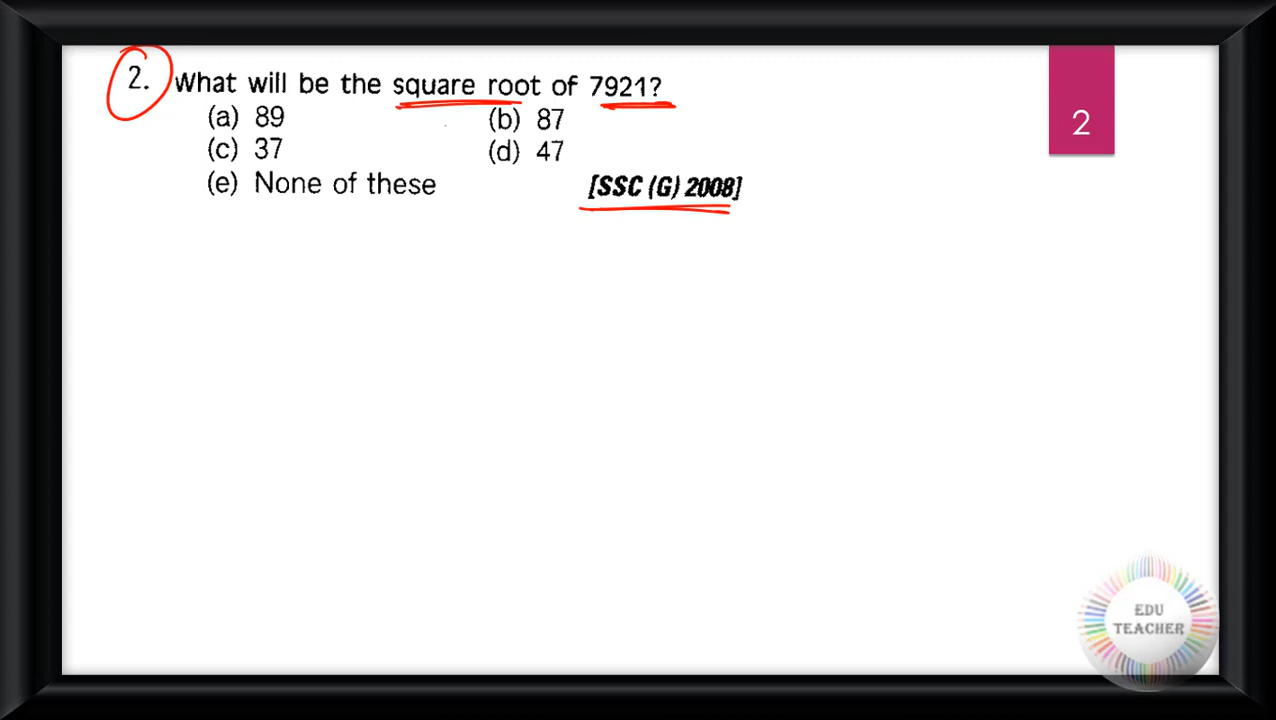 2. What will be the square root of 7921?
(a) 89 (b) 87
(c) 37 (d) 47
(e) None of these [SSC (G) 2008]
2
EDU
TEACHER